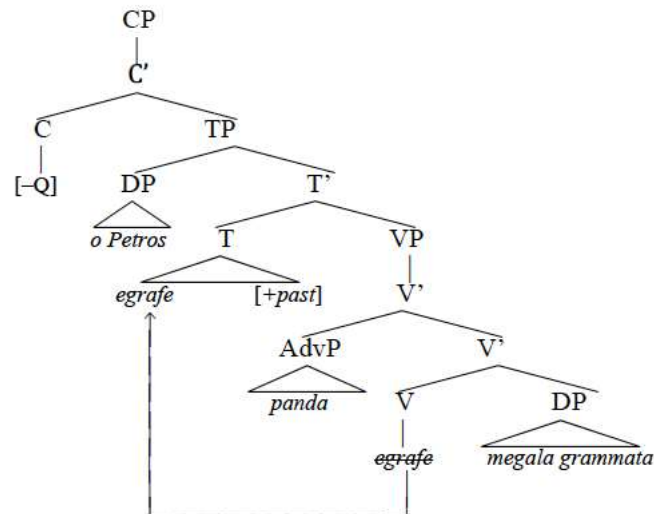 CP
C'
C TP
[–Q] DP T’
o Petros T VP
egrafe [+past] V’
AdvP V’
panda V DP
egrafe megala grammata